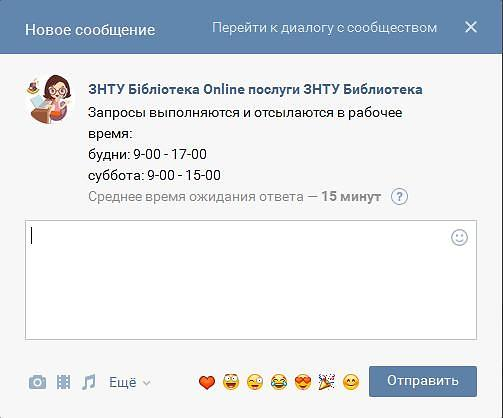 Новое сообщение
Перейти к диалогу с сообществом
ЗНТУ Бібліотека Online послуги ЗНТУ Библиотека
Запросы выполняются и отсылаются в рабочее
время:
будни: 9-00 - 17-00
суббота: 9-00 - 15-00
Среднее время ожидания ответа — 15 минут ?
Ещё
Отправить